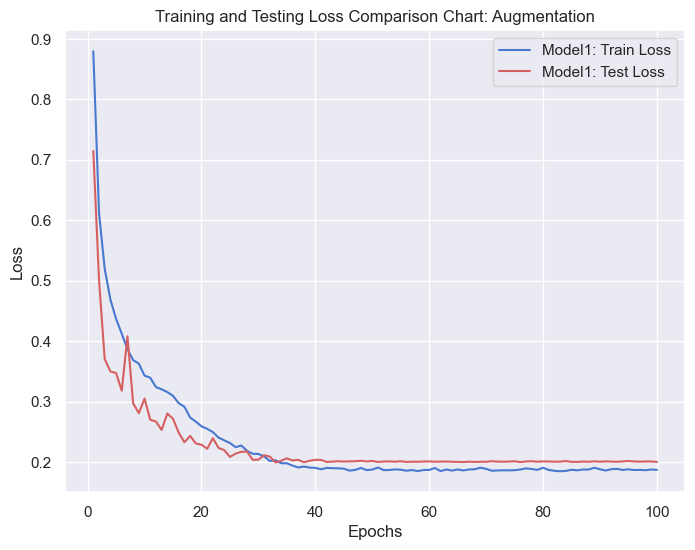 Training and Testing Loss Comparison Chart: Augmentation
Model1: Train Loss
Model1: Test Loss
Loss
0.9
0.8
0.7
0.6
0.5
0.4
0.3
0.2
0 20 40 60 80 100
Epochs